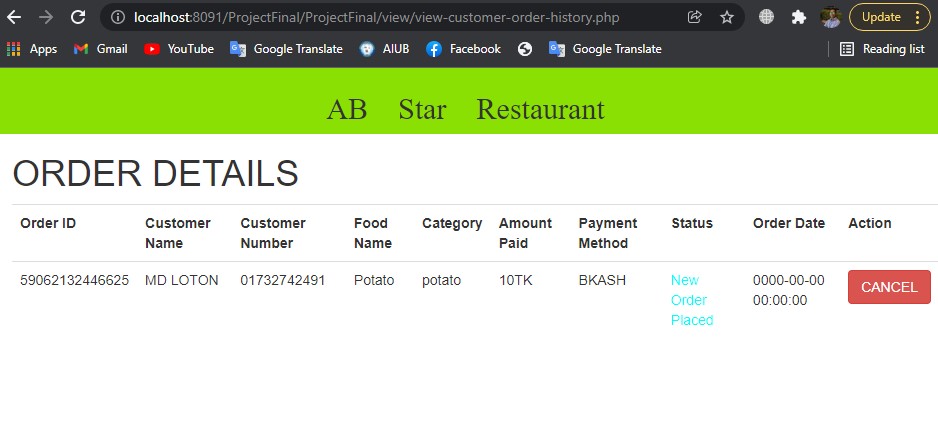 localhost:8091/ProjectFinal/ProjectFinal/view/view-customer-order-history.php
Update
Apps
Gmail
YouTube
Google Translate
AIUB
Facebook
Google Translate
Reading list
AB Star Restaurant
ORDER DETAILS
Order ID
Customer
Name
Customer
Number
Food
Name
Category
Amount
Paid
Payment
Method
Status
Order Date
Action
59062132446625
MD LOTON
01732742491
Potato
potato
10TK
BKASH
New
Order
Placed
0000-00-00
00:00:00
CANCEL